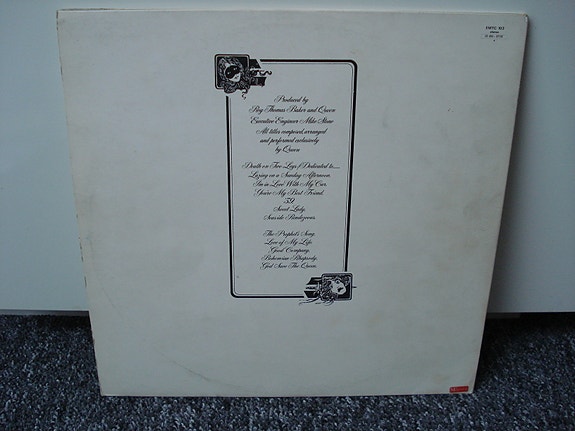 EMTC 103
stereo
Produced by
Roy Thomas Baker and Queen
Executive Engineer Mike Stone
All titles composed, arranged
and performed exclusively
by Queen
Death on Two Legs (Dedicated to......
Lazing on a Sunday Afternoon.
I'm in Love With My Car.
You're My Best Friend.
'39
Sweet Lady.
Seaside Rendezvous.
The Prophet's Song.
Love of My Life.
Good Company.
Bohemian Rhapsody.
God Save The Queen.